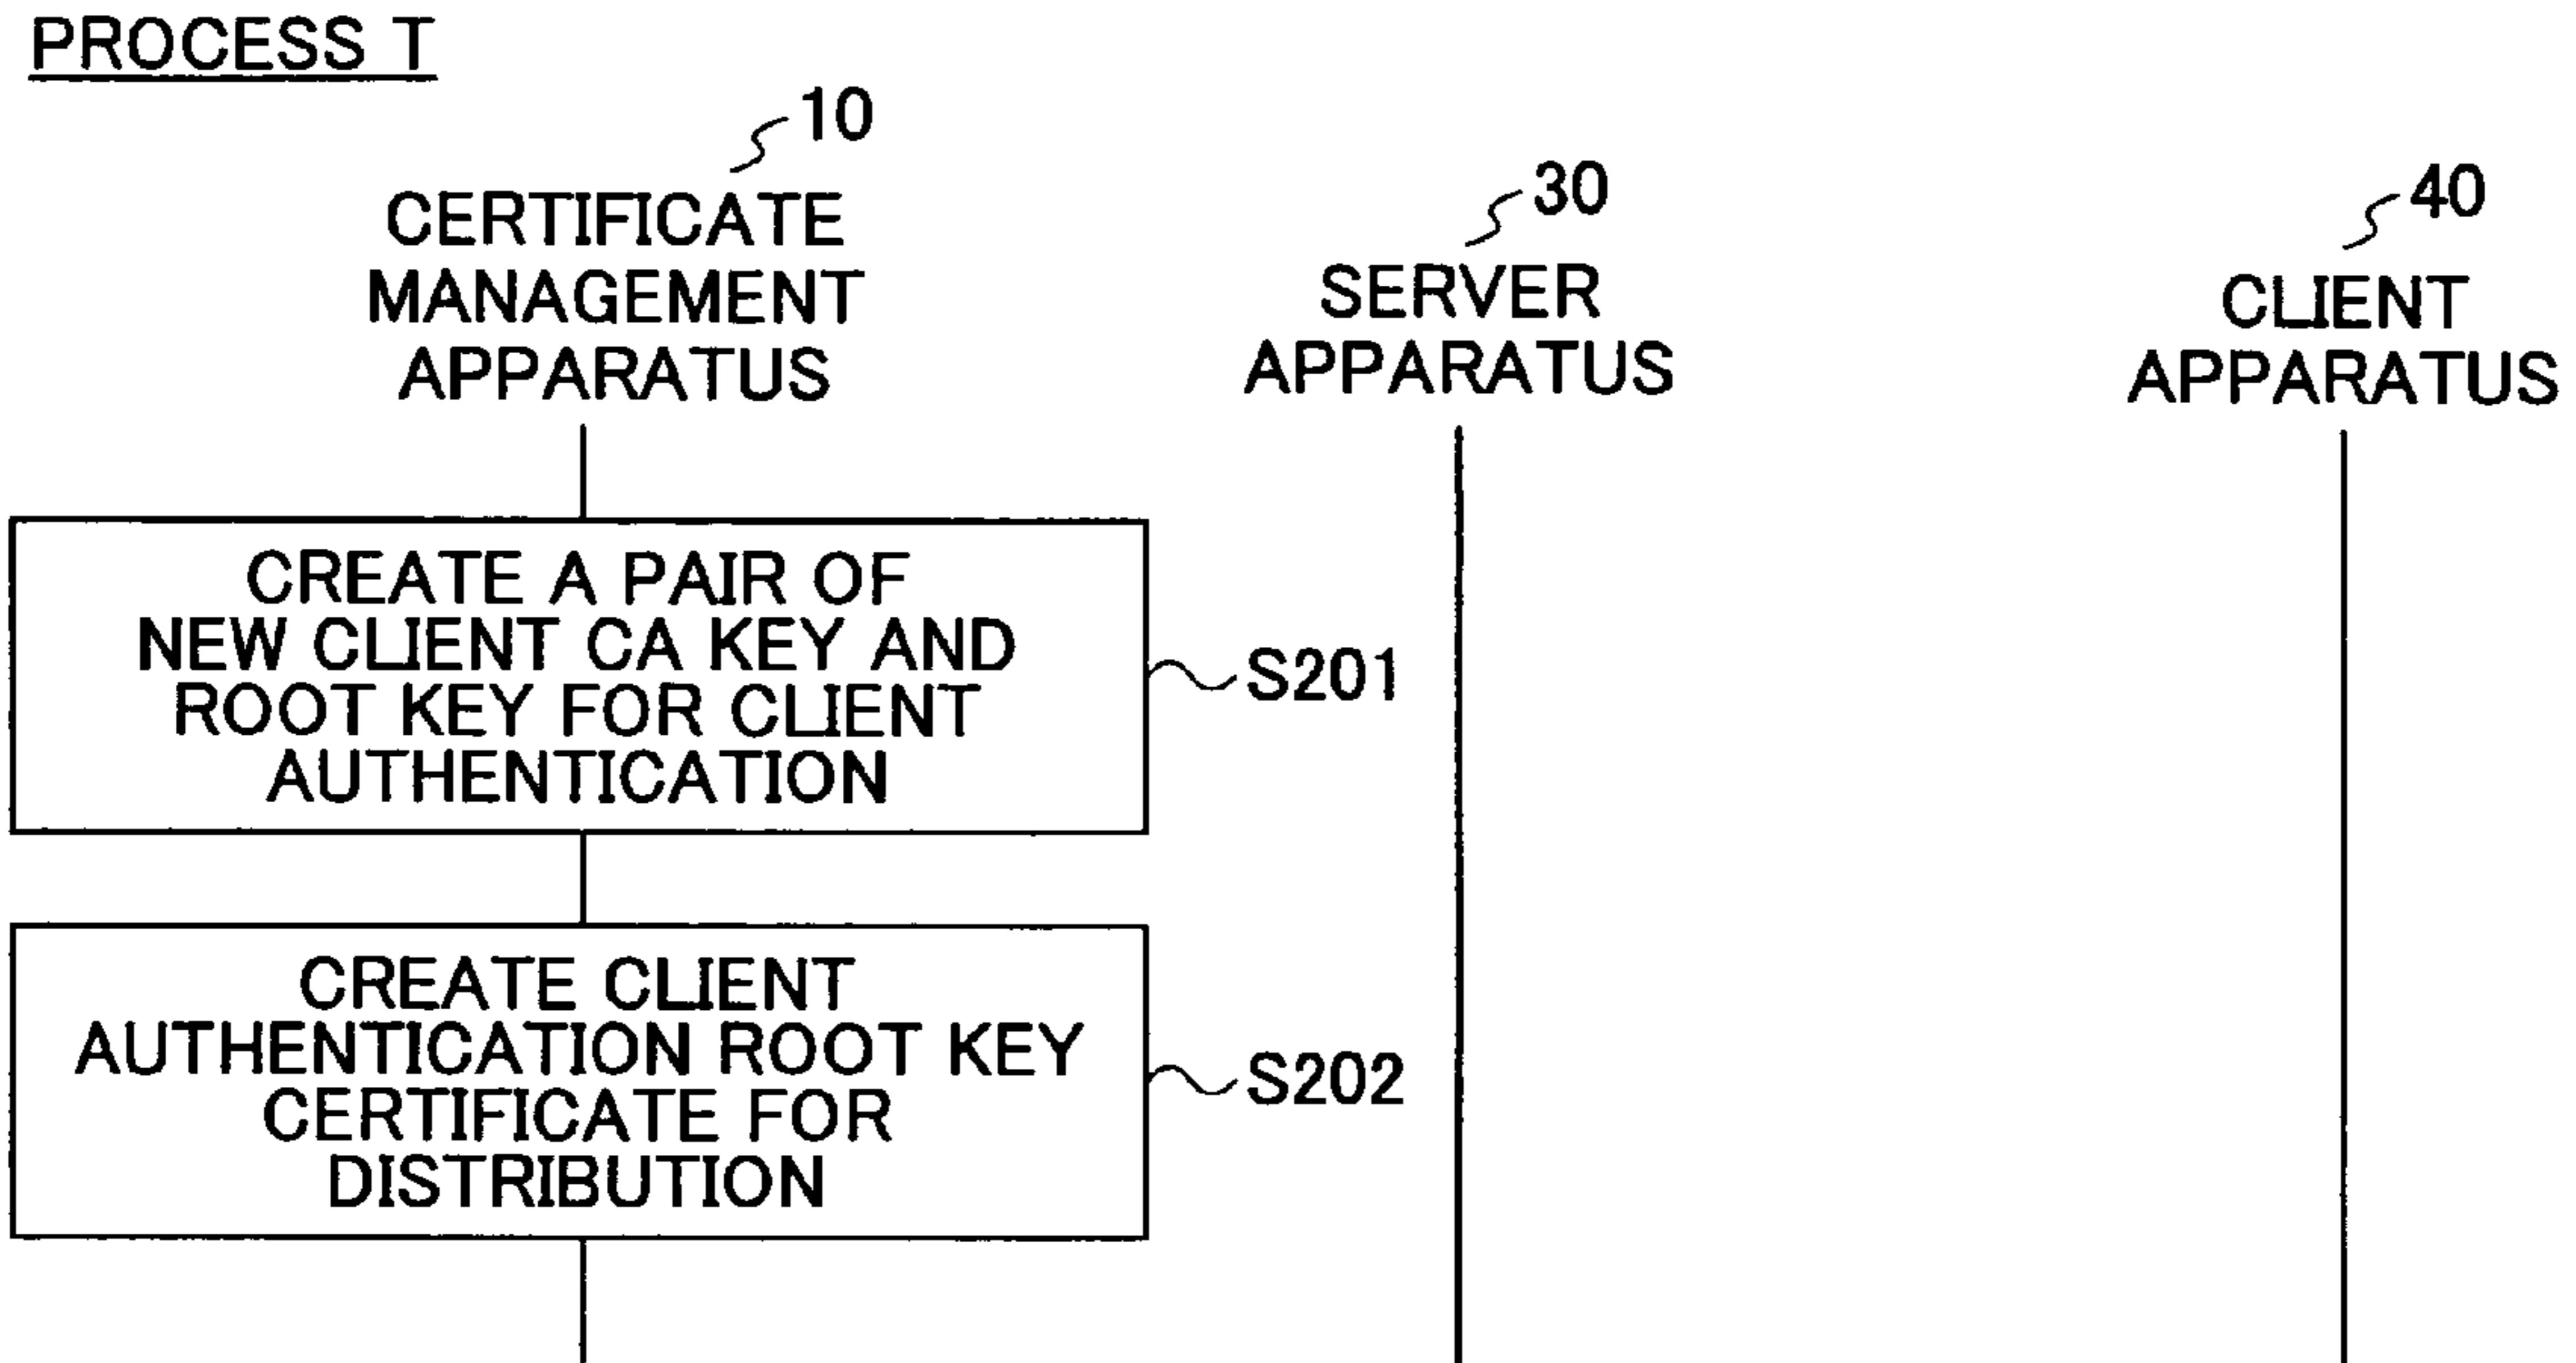 PROCESS T
10
CERTIFICATE
MANAGEMENT
APPARATUS
30
SERVER
APPARATUS
40
CLIENT
APPARATUS
CREATE A PAIR OF
NEW CLIENT CA KEY AND
ROOT KEY FOR CLIENT
AUTHENTICATION
S201
CREATE CLIENT
AUTHENTICATION ROOT KEY
CERTIFICATE FOR
DISTRIBUTION
S202